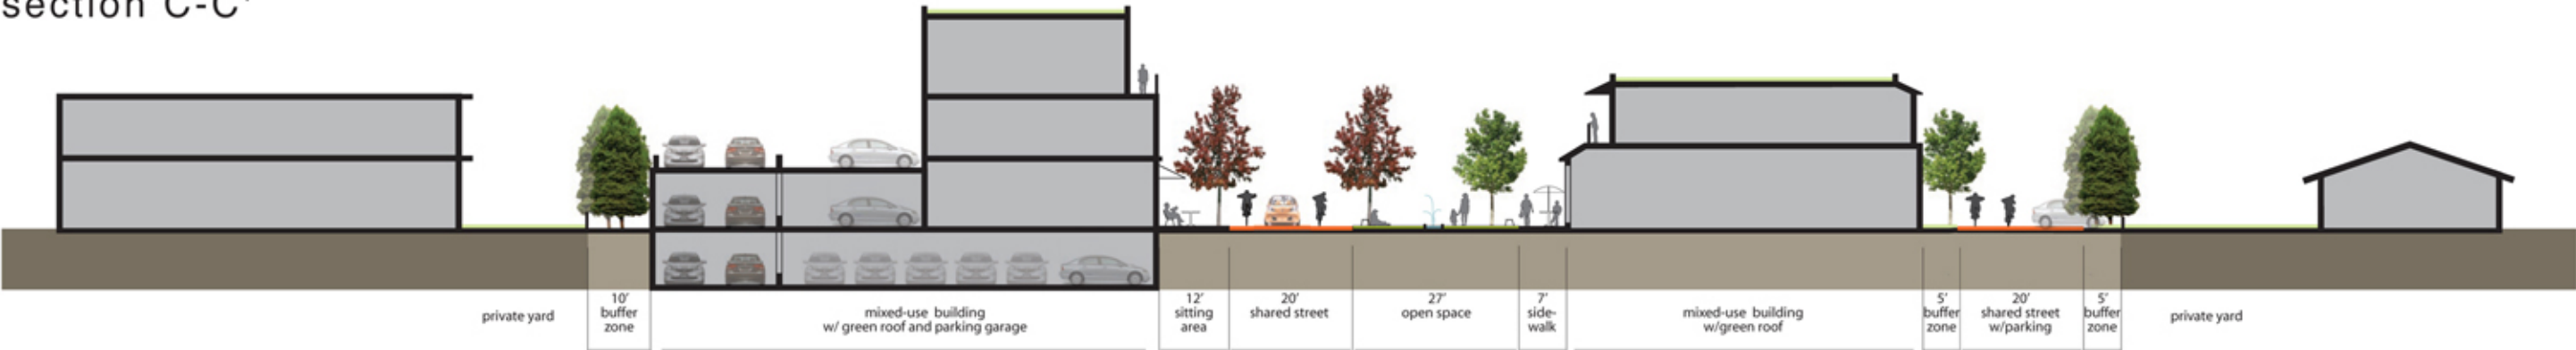 section C-C'
private yard
10'
buffer
zone
mixed-use building
w/ green roof and parking garage
12'
sitting
area
20'
shared street
27'
open space
7'
side-
walk
mixed-use building
w/green roof
5'
buffer
zone
20'
shared street
w/parking
5'
buffer
zone
private yard